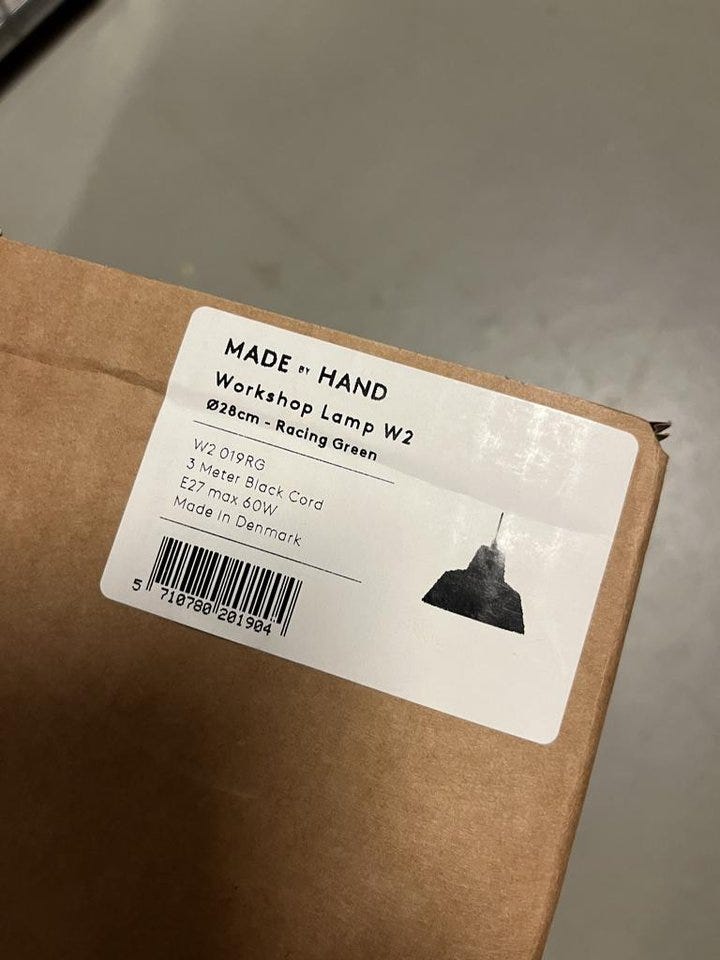 MADE BY HAND
Workshop Lamp W2
Ø28cm - Racing Green
W2 019RG
3 Meter Black Cord
E27 max 60W
Made in Denmark
5 710780 201904